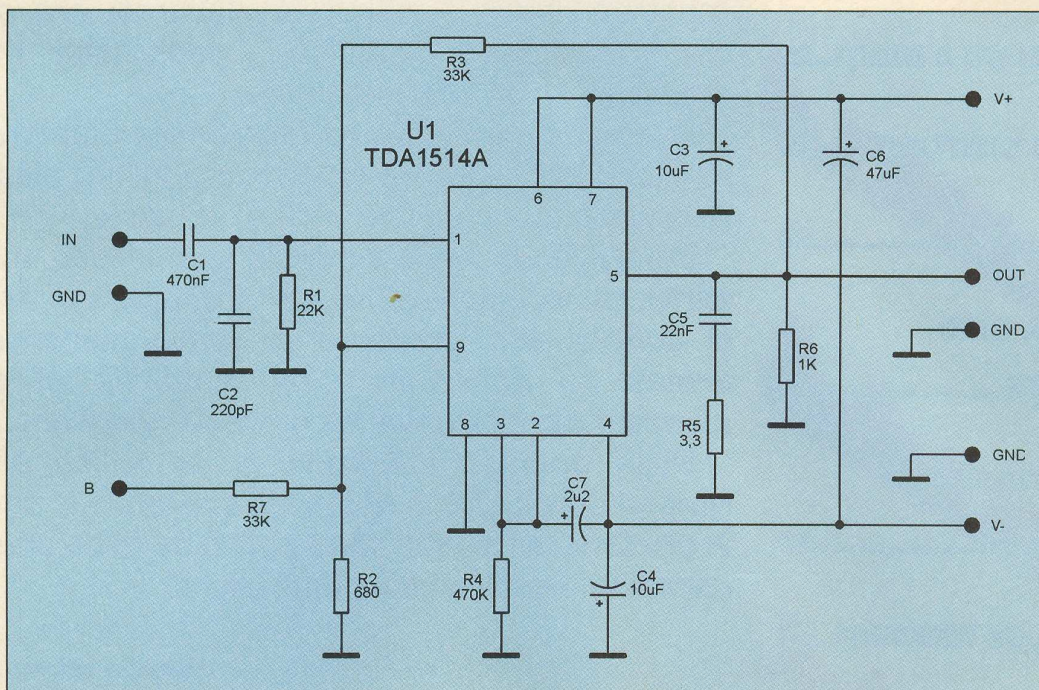 R3
33K
V+
U1
TDA1514A
C3
10uF
+
C6
47uF
+
6
7
IN
C1
470nF
1
R1
22K
GND
5
OUT
C5
22nF
GND
R6
1K
9
C2
220pF
8
3
2
4
R5
3,3
GND
B
R7
33K
C7
2u2
+
V-
R2
680
R4
470K
C4
10uF
+